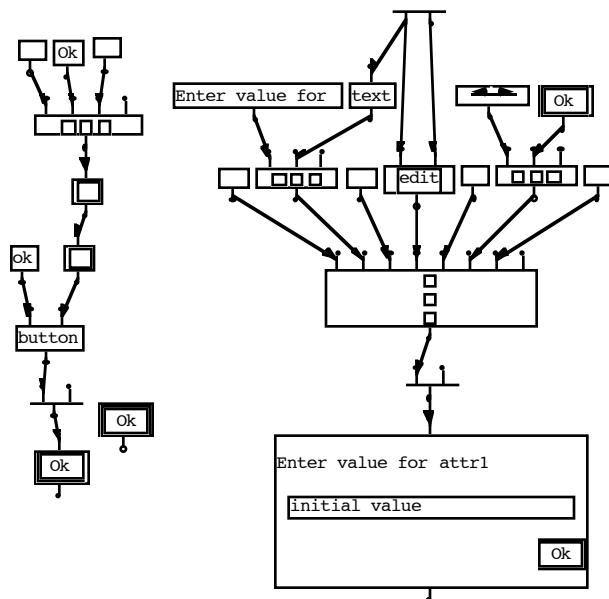 Ok
Enter value for
text
Ok
edit
ok
button
Ok
Ok
Enter value for attr1
initial value
Ok